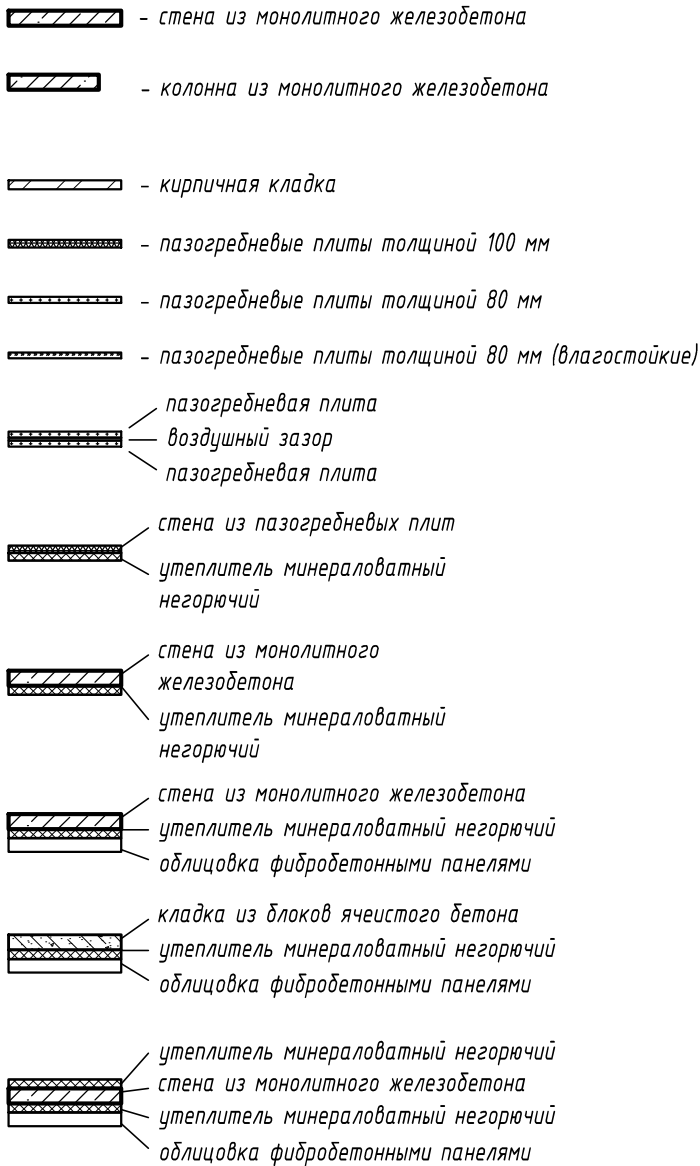 - стена из монолитного железобетона
- колонна из монолитного железобетона
- кирпичная кладка
- пазогребневые плиты толщиной 100 мм
- пазогребневые плиты толщиной 80 мм
- пазогребневые плиты толщиной 80 мм (влагостойкие)
пазогребневая плита
воздушный зазор
пазогребневая плита
стена из пазогребневых плит
утеплитель минераловатный
негорючий
стена из монолитного
железобетона
утеплитель минераловатный
негорючий
стена из монолитного железобетона
утеплитель минераловатный негорючий
облицовка фибробетонными панелями
кладка из блоков ячеистого бетона
утеплитель минераловатный негорючий
облицовка фибробетонными панелями
утеплитель минераловатный негорючий
стена из монолитного железобетона
утеплитель минераловатный негорючий
облицовка фибробетонными панелями